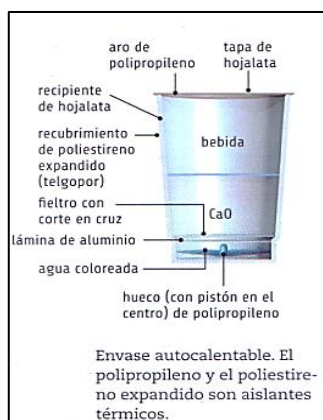 aro de
polipropileno
tapa de
hojalata
recipiente
de hojalata
recubrimiento
de poliestireno
expandido
(telgopor)
bebida
fieltro con
corte en cruz
CaO
lámina de aluminio
agua coloreada
hueco (con pistón en el
centro) de polipropileno
Envase autocalentable. El
polipropileno y el poliestire-
no expandido son aislantes
térmicos.